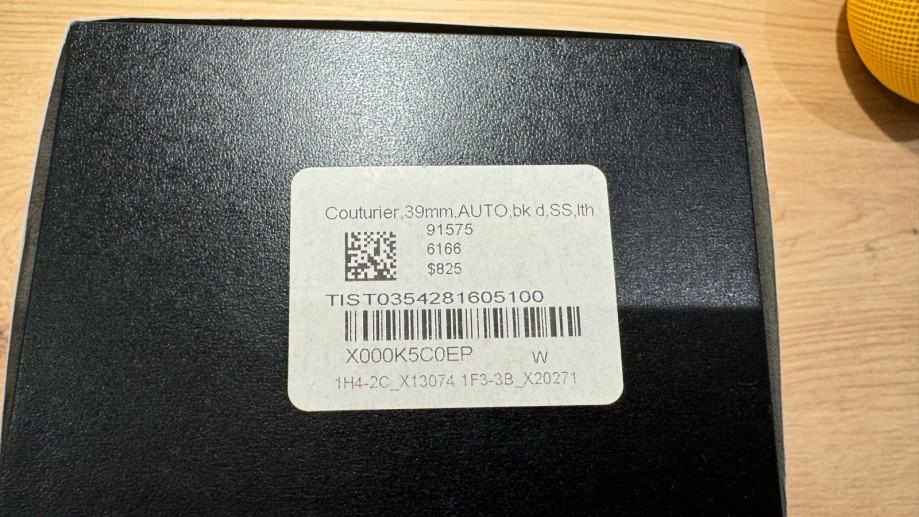 Couturier,39mm,AUTO,bk d,SS,lth
91575
6166
$825
TIST0354281605100
X000K5C0EP W
1H4-2C_X13074 1F3-3B_X20271